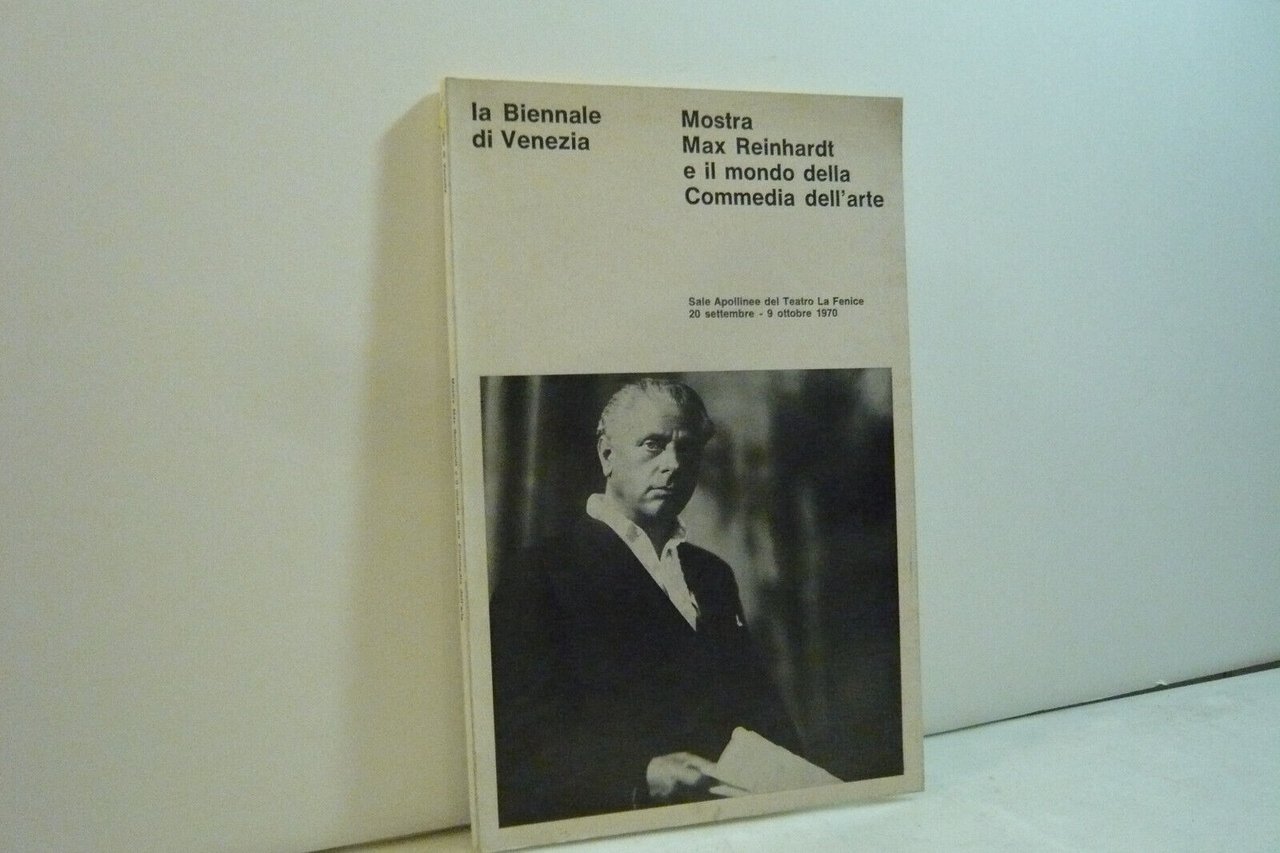 la Biennale
di Venezia
Mostra
Max Reinhardt
e il mondo della
Commedia dell'arte
Sale Apollinee del Teatro La Fenice
20 settembre - 9 ottobre 1970